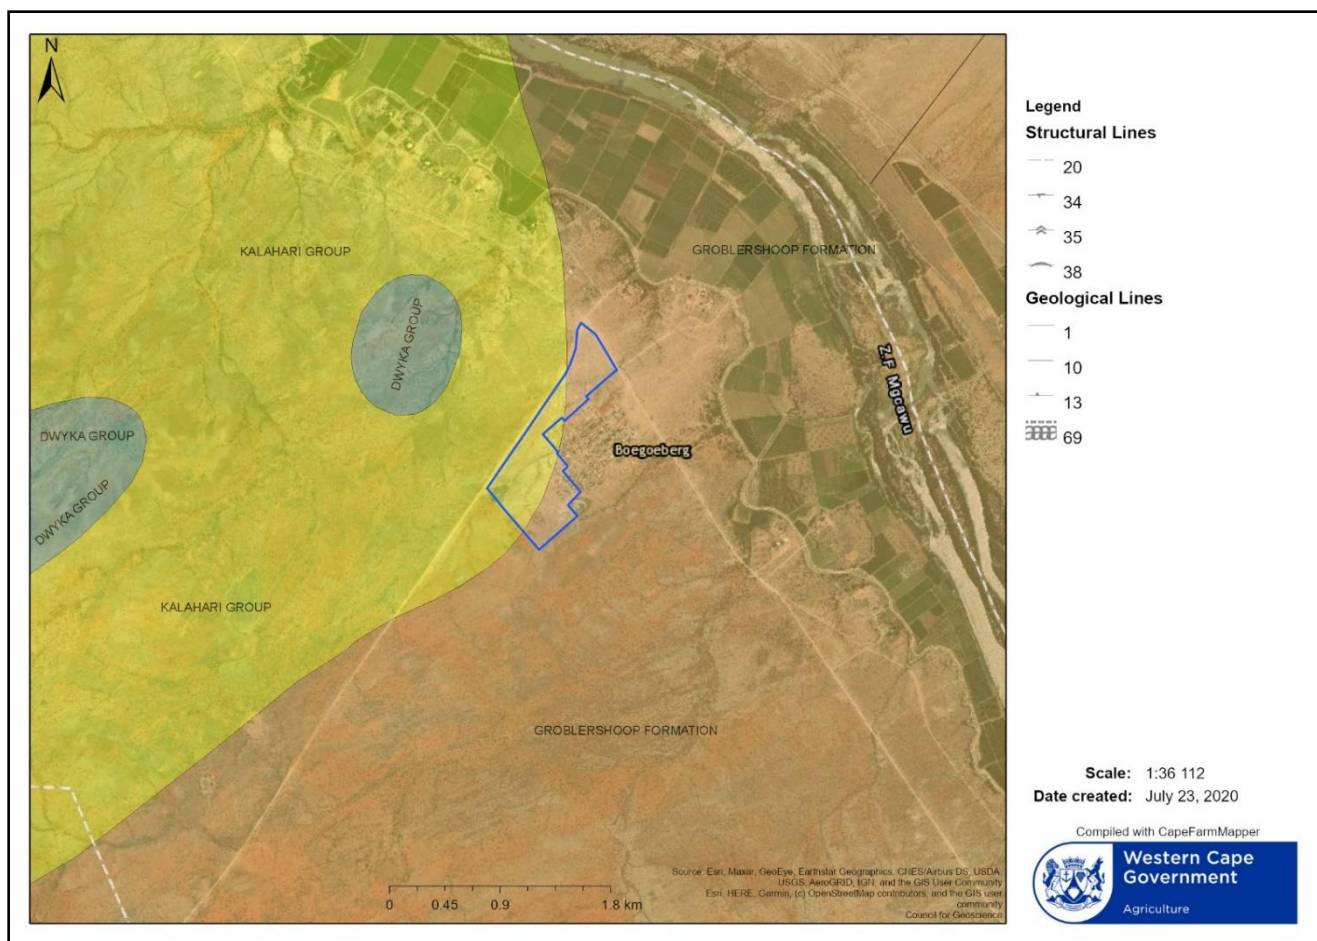 N
KALAHARI GROUP
GROBLERSHOOP FORMATION
DWYKA GROUP
DWYKA GROUP
DWYKA GROUP
Boegoeberg
Z.F Mgcawu
KALAHARI GROUP
GROBLERSHOOP FORMATION
0 0.45 0.9 1.8 km
Source: Esri, Maxar, GeoEye, Earthstar Geographics, CNES/Airbus DS, USDA,
USGS, AeroGRID, IGN, and the GIS User Community
Esri, HERE, Garmin, (c) OpenStreetMap contributors, and the GIS user
community
Council for Geoscience
Legend
Structural Lines
20
34
35
38
Geological Lines
1
10
13
69
Scale: 1:36 112
Date created: July 23, 2020
Compiled with CapeFarmMapper
Western Cape
Government
Agriculture